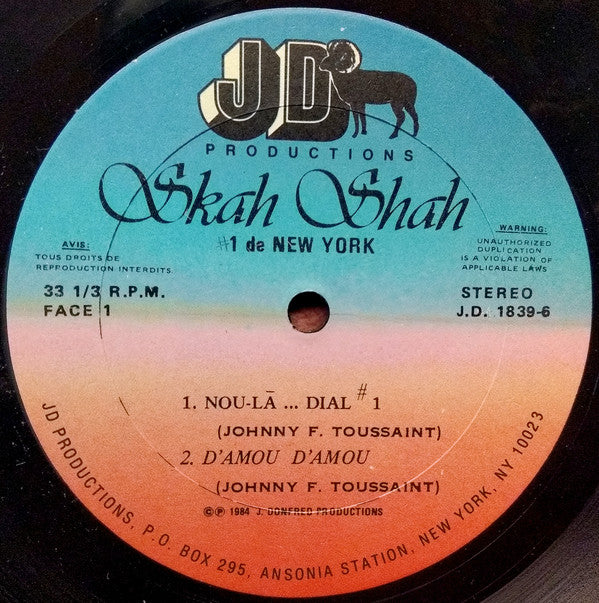 JD
PRODUCTIONS
Skah Shah
#1 de NEW YORK
AVIS:
TOUS DROITS DE
REPRODUCTION INTERDITS
WARNING:
UNAUTHORIZED
DUPLICATION
IS A VIOLATION OF
APPLICABLE LAWS
33 1/3 R.P.M.
FACE 1
STEREO
J.D. 1839-6
1. NOU-LĀ ... DIAL #1
(JOHNNY F. TOUSSAINT)
2. D'AMOU D'AMOU
(JOHNNY F. TOUSSAINT)
©℗ 1984 J. DONFRED PRODUCTIONS
JD PRODUCTIONS, P.O. BOX 295, ANSONIA STATION, NEW YORK, NY 10023